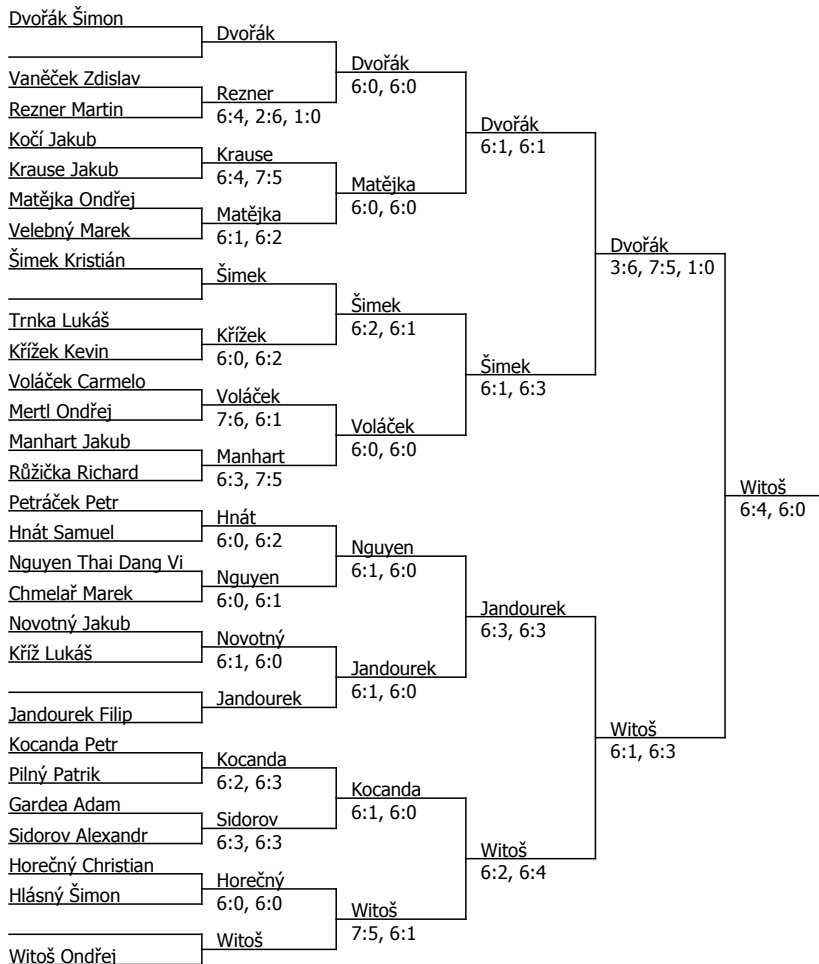 Dvořák Šimon
Dvořák
Dvořák
6:0, 6:0
Vaněček Zdislav
Rezner
Rezner Martin
6:4, 2:6, 1:0
Dvořák
6:1, 6:1
Kočí Jakub
Krause
Krause Jakub
6:4, 7:5
Matějka
6:0, 6:0
Matějka Ondřej
Matějka
Velebný Marek
6:1, 6:2
Dvořák
3:6, 7:5, 1:0
Šimek Kristián
Šimek
Šimek
6:2, 6:1
Trnka Lukáš
Křížek
Křížek Kevin
6:0, 6:2
Šimek
6:1, 6:3
Voláček Carmelo
Voláček
Mertl Ondřej
7:6, 6:1
Voláček
6:0, 6:0
Manhart Jakub
Manhart
Růžička Richard
6:3, 7:5
Witoš
6:4, 6:0
Petráček Petr
Hnát
Hnát Samuel
6:0, 6:2
Nguyen
6:1, 6:0
Nguyen Thai Dang Vi
Nguyen
Chmelař Marek
6:0, 6:1
Jandourek
6:3, 6:3
Novotný Jakub
Novotný
Kříž Lukáš
6:1, 6:0
Jandourek
6:1, 6:0
Jandourek
Jandourek Filip
Witoš
6:1, 6:3
Kocanda Petr
Kocanda
Pilný Patrik
6:2, 6:3
Kocanda
6:1, 6:0
Gardea Adam
Sidorov
Sidorov Alexandr
6:3, 6:3
Witoš
6:2, 6:4
Horečný Christian
Horečný
Hlásný Šimon
6:0, 6:0
Witoš
7:5, 6:1
Witoš
Witoš Ondřej